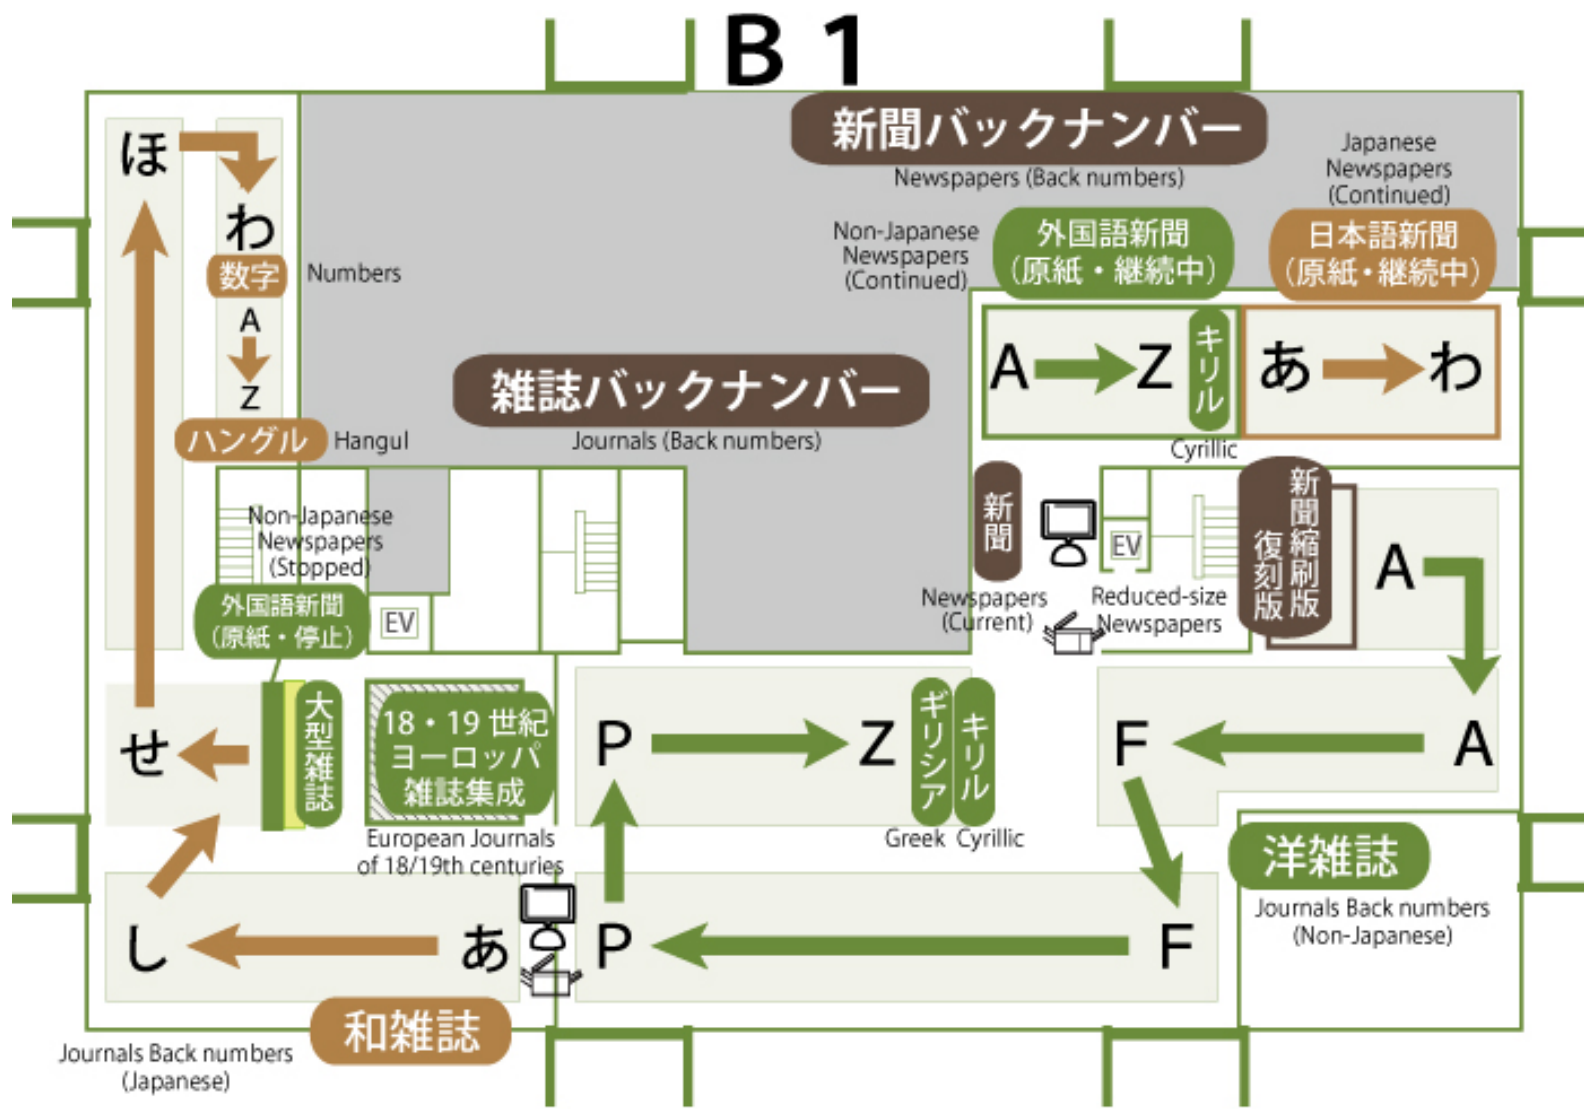 B 1
新聞バックナンバー
Newspapers (Back numbers)
Japanese
Newspapers
(Continued)
Non-Japanese
Newspapers
(Continued)
外国語新聞
（原紙・継続中）
日本語新聞
（原紙・継続中）
ほ
わ
数字
Numbers
A
Z
ハングル
Hangul
雑誌バックナンバー
Journals (Back numbers)
A
Z
キリル
Cyrillic
あ
わ
新聞
Newspapers
(Current)
EV
Reduced-size
Newspapers
新聞縮刷版
復刻版
A
Non-Japanese
Newspapers
(Stopped)
外国語新聞
（原紙・停止）
EV
せ
大型雑誌
18・19 世紀
ヨーロッパ
雑誌集成
European Journals
of 18/19th centuries
P
Z
ギリシア
キリル
Greek
Cyrillic
F
A
洋雑誌
Journals Back numbers
(Non-Japanese)
し
あ
P
F
和雑誌
Journals Back numbers
(Japanese)